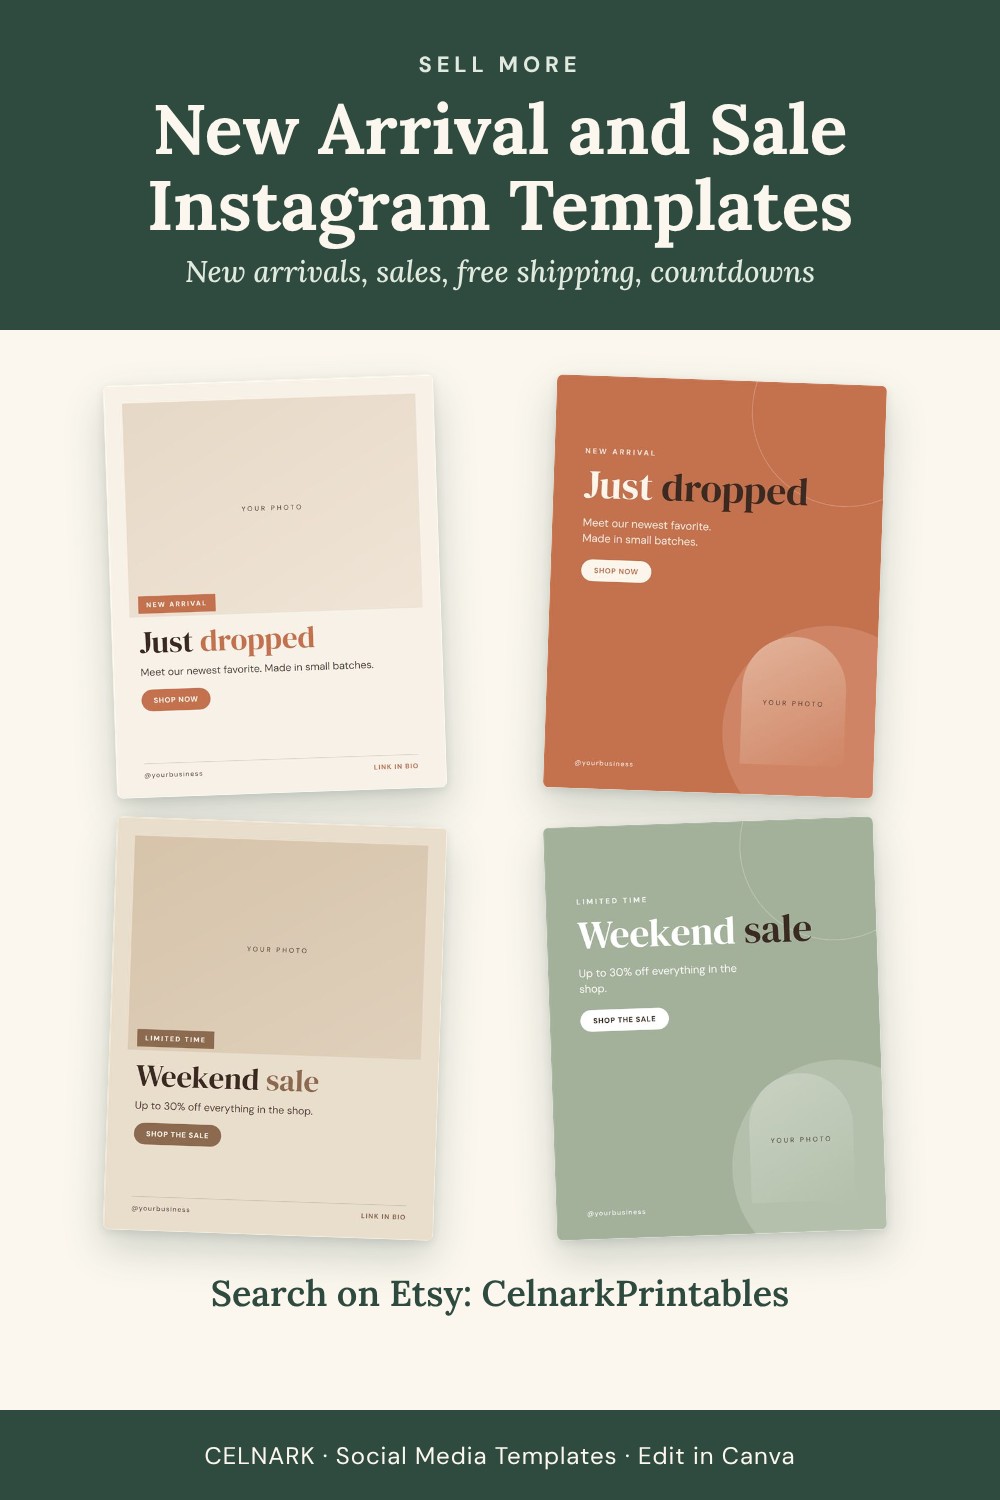 SELL MORE
New Arrival and Sale
Instagram Templates
New arrivals, sales, free shipping, countdowns
YOUR PHOTO
NEW ARRIVAL
Just dropped
Meet our newest favorite. Made in small batches.
SHOP NOW
@yourbusiness
LINK IN BIO
NEW ARRIVAL
Just dropped
Meet our newest favorite.
Made in small batches.
SHOP NOW
YOUR PHOTO
@yourbusiness
YOUR PHOTO
LIMITED TIME
Weekend sale
Up to 30% off everything in the shop.
SHOP THE SALE
@yourbusiness
LINK IN BIO
LIMITED TIME
Weekend sale
Up to 30% off everything in the
shop.
SHOP THE SALE
YOUR PHOTO
@yourbusiness
Search on Etsy: CelnarkPrintables
CELNARK · Social Media Templates · Edit in Canva